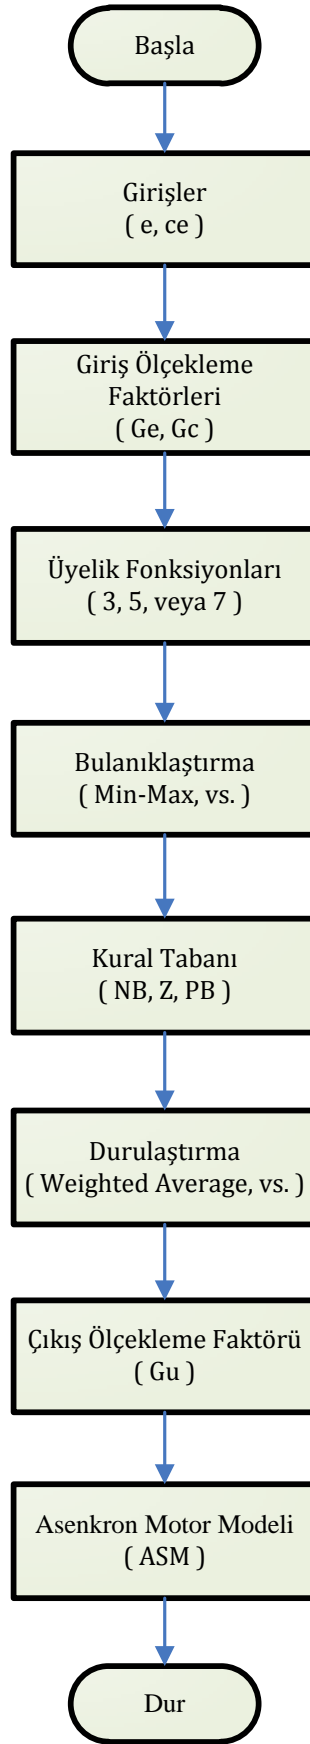 Başla
Girişler
( e, ce )
Giriş Ölçekleme
Faktörleri
( Ge, Gc )
Üyelik Fonksiyonları
( 3, 5, veya 7 )
Bulanıklaştırma
( Min-Max, vs. )
Kural Tabanı
( NB, Z, PB )
Durulaştırma
( Weighted Average, vs. )
Çıkış Ölçekleme Faktörü
( Gu )
Asenkron Motor Modeli
( ASM )
Dur